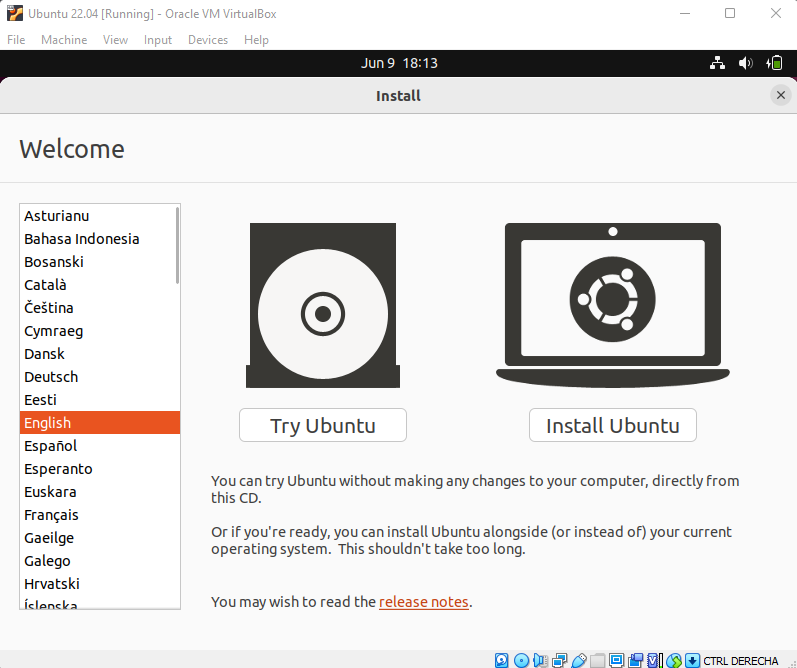 Ubuntu 22.04 [Running] - Oracle VM VirtualBox
File Machine View Input Devices Help
Jun 9 18:13
Install
Welcome
Asturianu
Bahasa Indonesia
Bosanski
Català
Čeština
Cymraeg
Dansk
Deutsch
Eesti
English
Español
Esperanto
Euskara
Français
Gaeilge
Galego
Hrvatski
Íslenska
Try Ubuntu
Install Ubuntu
You can try Ubuntu without making any changes to your computer, directly from
this CD.
Or if you're ready, you can install Ubuntu alongside (or instead of) your current
operating system. This shouldn't take too long.
You may wish to read the release notes.
CTRL DERECHA